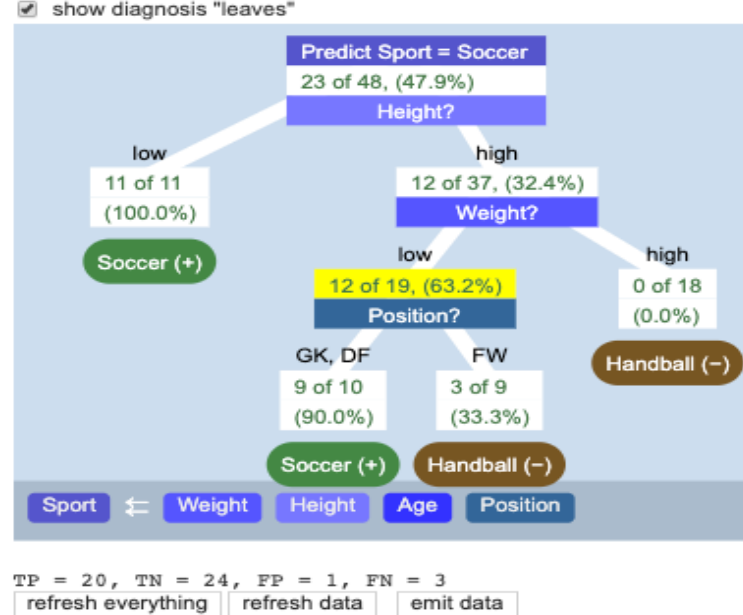 show diagnosis "leaves"
Predict Sport = Soccer
23 of 48, (47.9%)
Height?
low
high
11 of 11
(100.0%)
12 of 37, (32.4%)
Weight?
Soccer (+)
low
high
12 of 19, (63.2%)
Position?
0 of 18
(0.0%)
Handball (−)
GK, DF
FW
9 of 10
(90.0%)
3 of 9
(33.3%)
Soccer (+)
Handball (−)
Sport ⇇ Weight Height Age Position
TP = 20, TN = 24, FP = 1, FN = 3
refresh everything refresh data emit data